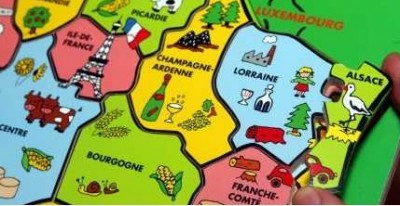 PICARDIE
LUXEMBOURG
ILE-DE-
FRANCE
CHAMPAGNE-
ARDENNE
LORRAINE
ALSACE
CENTRE
BOURGOGNE
FRANCHE-
COMTÉ